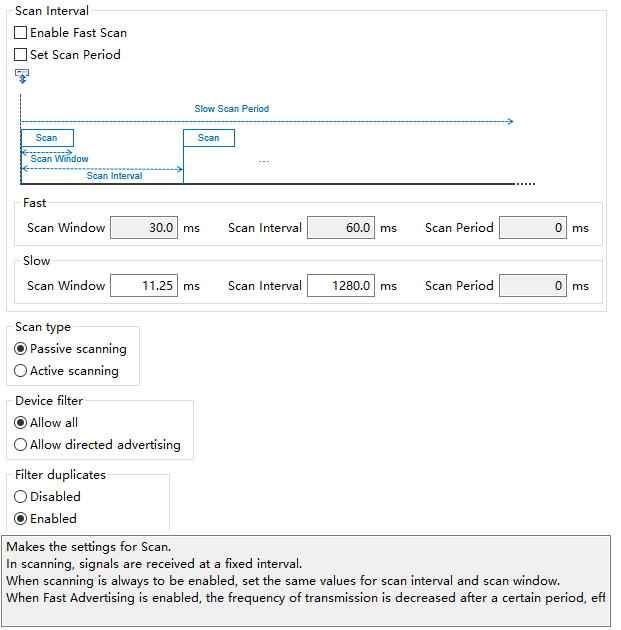 Scan Interval
Enable Fast Scan
Set Scan Period
Slow Scan Period
Scan Scan
Scan Window
...
Scan Interval
Fast
Scan Window 30.0 ms Scan Interval 60.0 ms Scan Period 0 ms
Slow
Scan Window 11.25 ms Scan Interval 1280.0 ms Scan Period 0 ms
Scan type
Passive scanning
Active scanning
Device filter
Allow all
Allow directed advertising
Filter duplicates
Disabled
Enabled
Makes the settings for Scan.
In scanning, signals are received at a fixed interval.
When scanning is always to be enabled, set the same values for scan interval and scan window.
When Fast Advertising is enabled, the frequency of transmission is decreased after a certain period, eff